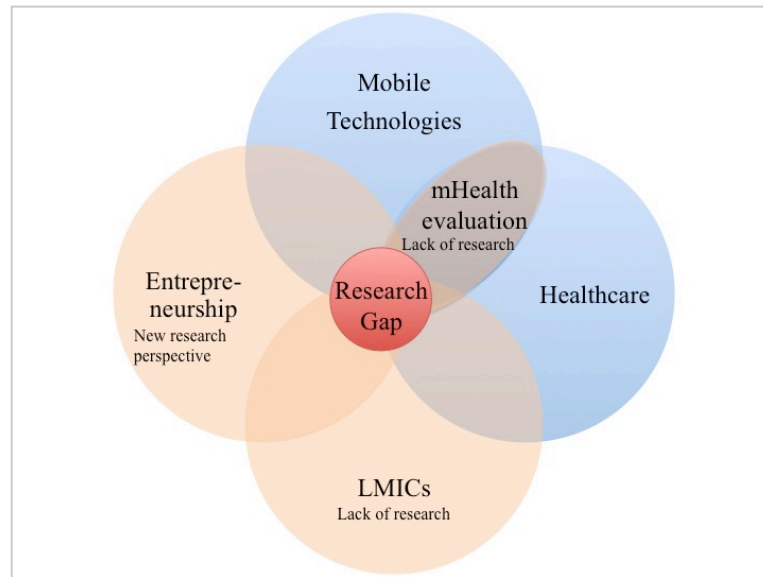 Mobile
Technologies
mHealth
evaluation
Lack of research
Entrepre-
neurship
New research
perspective
Research
Gap
Healthcare
LMICs
Lack of research